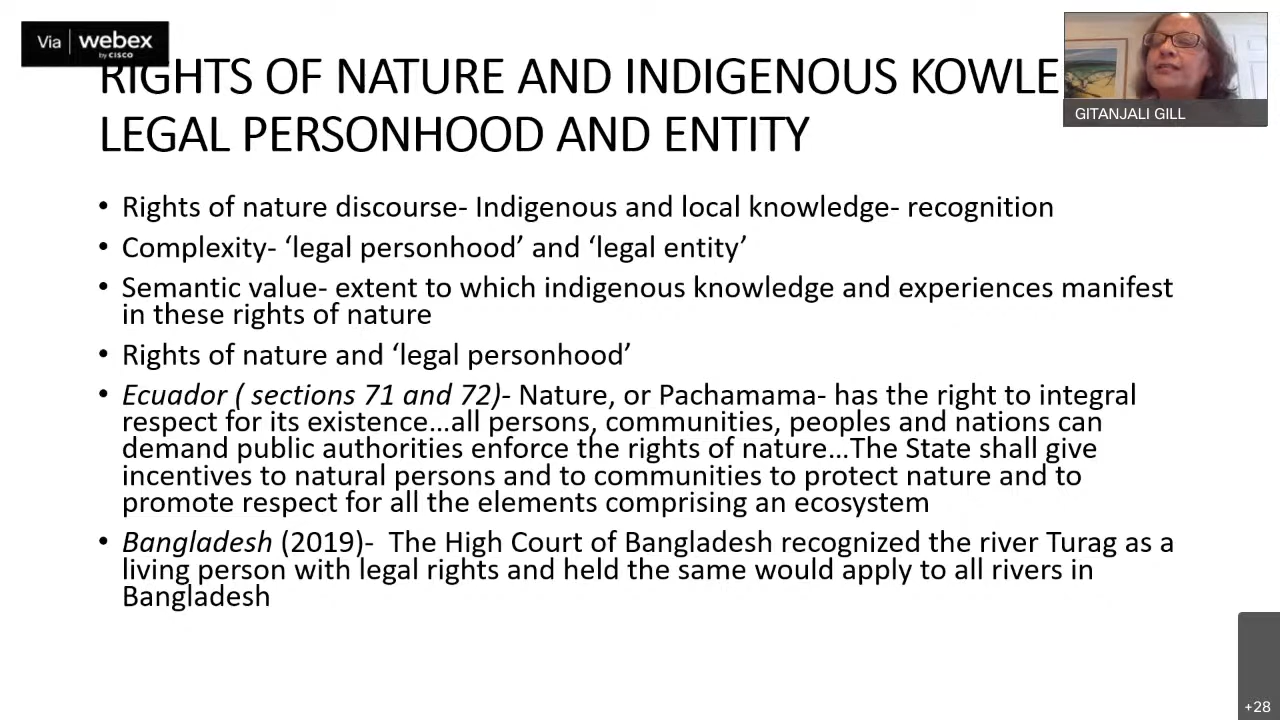 Via webex
by CISCO
RIGHTS OF NATURE AND INDIGENOUS KOWLE
LEGAL PERSONHOOD AND ENTITY
GITANJALI GILL
• Rights of nature discourse- Indigenous and local knowledge- recognition
• Complexity- ‘legal personhood’ and ‘legal entity’
• Semantic value- extent to which indigenous knowledge and experiences manifest
in these rights of nature
• Rights of nature and ‘legal personhood’
• Ecuador ( sections 71 and 72)- Nature, or Pachamama- has the right to integral
respect for its existence…all persons, communities, peoples and nations can
demand public authorities enforce the rights of nature…The State shall give
incentives to natural persons and to communities to protect nature and to
promote respect for all the elements comprising an ecosystem
• Bangladesh (2019)- The High Court of Bangladesh recognized the river Turag as a
living person with legal rights and held the same would apply to all rivers in
Bangladesh
+28